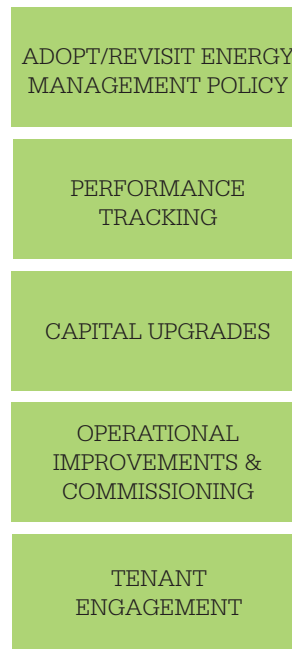 ADOPT/REVISIT ENERGY
MANAGEMENT POLICY
PERFORMANCE
TRACKING
CAPITAL UPGRADES
OPERATIONAL
IMPROVEMENTS &
COMMISSIONING
TENANT
ENGAGEMENT